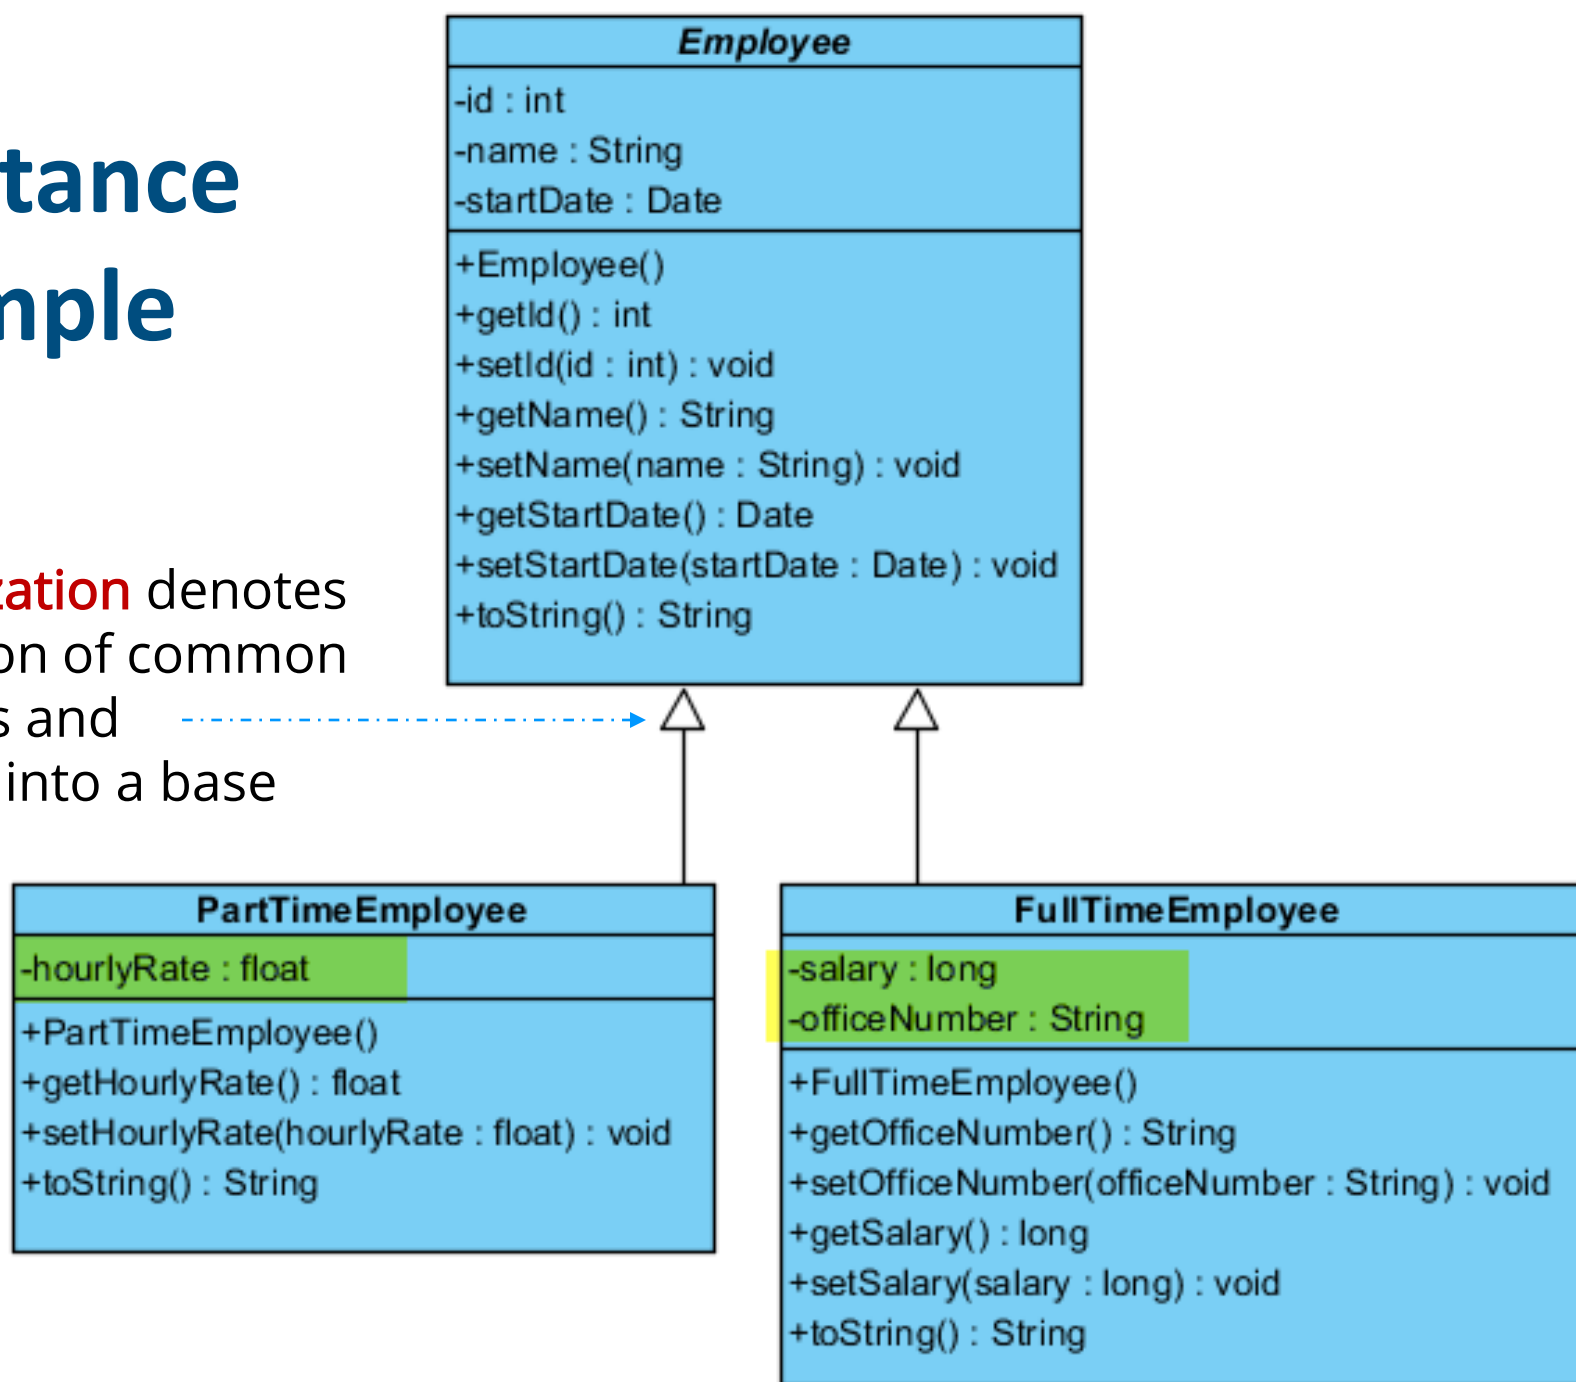 tance
mple
zation denotes
on of common
s and
into a base
Employee
-id : int
-name : String
-startDate : Date
+Employee()
+getId() : int
+setId(id : int) : void
+getName() : String
+setName(name : String) : void
+getStartDate() : Date
+setStartDate(startDate : Date) : void
+toString() : String
PartTimeEmployee
-hourlyRate : float
+PartTimeEmployee()
+getHourlyRate() : float
+setHourlyRate(hourlyRate : float) : void
+toString() : String
FullTimeEmployee
-salary : long
-officeNumber : String
+FullTimeEmployee()
+getOfficeNumber() : String
+setOfficeNumber(officeNumber : String) : void
+getSalary() : long
+setSalary(salary : long) : void
+toString() : String